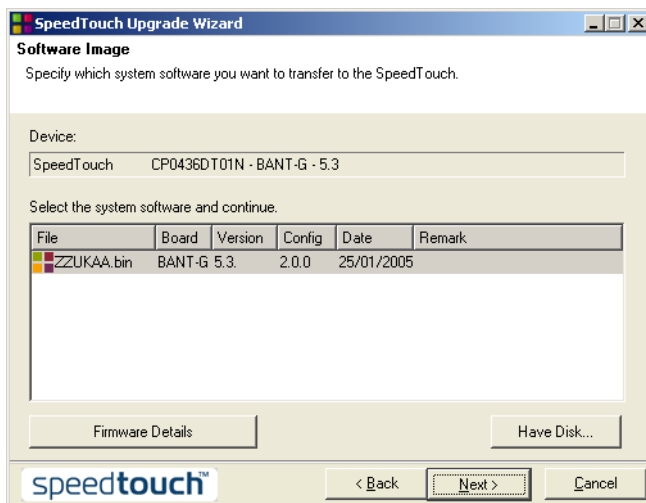 SpeedTouch Upgrade Wizard
Software Image
Specify which system software you want to transfer to the SpeedTouch.
Device:
SpeedTouch CP0436DT01N - BANT-G - 5.3
Select the system software and continue.
File Board Version Config Date Remark
ZZUKAA.bin BANT-G 5.3. 2.0.0 25/01/2005
Firmware Details Have Disk...
speedtouch™ < Back Next > Cancel